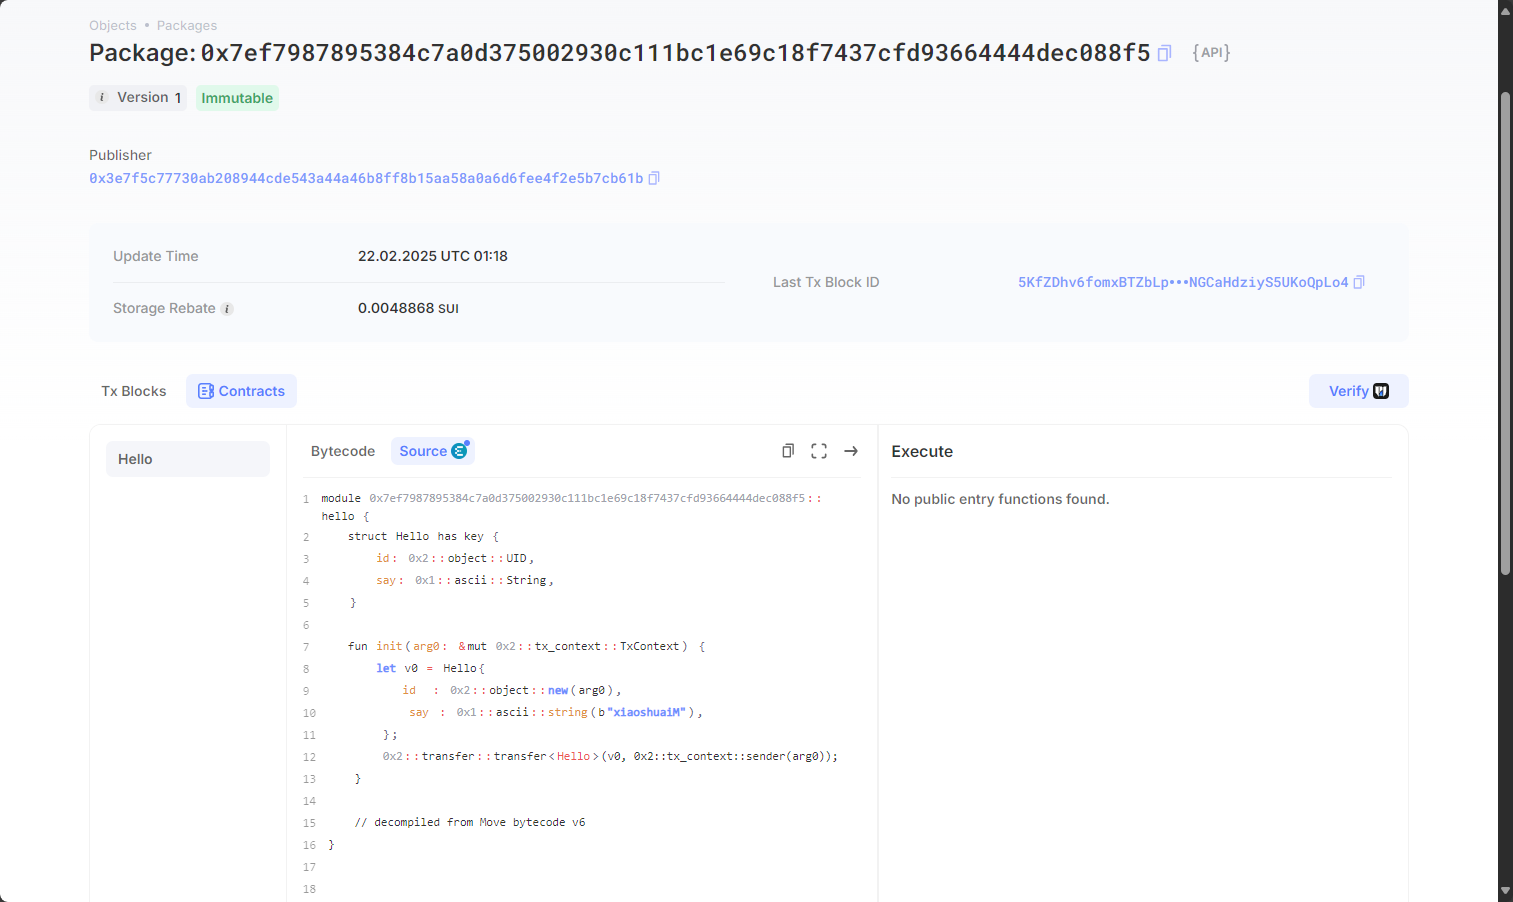 Objects • Packages
Package: 0x7ef7987895384c7a0d375002930c111bc1e69c18f7437cfd93664444dec088f5 {API}
i Version 1 Immutable
Publisher
0x3e7f5c77730ab208944cde543a44a46b8ff8b15aa58a0a6d6fee4f2e5b7cb61b
Update Time 22.02.2025 UTC 01:18
Last Tx Block ID 5KfZDhv6fomxBTZbLp•••NGCaHdziyS5UKoQpLo4
Storage Rebate i 0.0048868 SUI
Tx Blocks Contracts Verify
Hello
Bytecode Source
Execute
No public entry functions found.
1 module 0x7ef7987895384c7a0d375002930c111bc1e69c18f7437cfd93664444dec088f5::
hello {
2 struct Hello has key {
3 id: 0x2::object::UID,
4 say: 0x1::ascii::String,
5 }
6
7 fun init(arg0: &mut 0x2::tx_context::TxContext) {
8 let v0 = Hello{
9 id : 0x2::object::new(arg0),
10 say : 0x1::ascii::string(b"xiaoshuaiM"),
11 };
12 0x2::transfer::transfer<Hello>(v0, 0x2::tx_context::sender(arg0));
13 }
14
15 // decompiled from Move bytecode v6
16 }
17
18